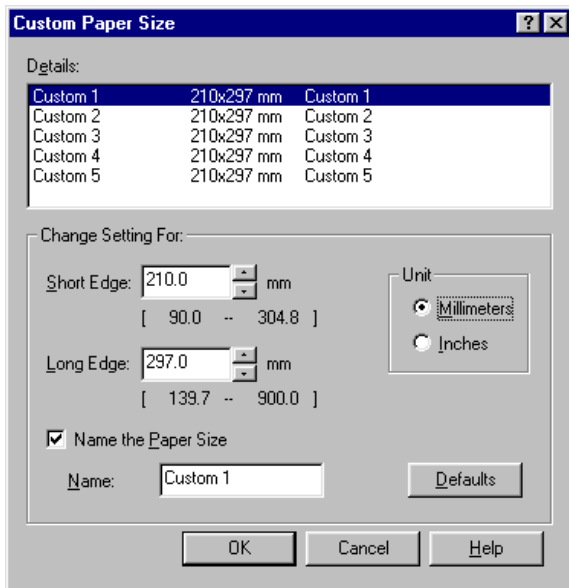 Custom Paper Size
Details:
Custom 1 210x297 mm Custom 1
Custom 2 210x297 mm Custom 2
Custom 3 210x297 mm Custom 3
Custom 4 210x297 mm Custom 4
Custom 5 210x297 mm Custom 5
Change Setting For:
Short Edge: 210.0 mm
[ 90.0 -- 304.8 ]
Long Edge: 297.0 mm
[ 139.7 -- 900.0 ]
Unit
Millimeters
Inches
Name the Paper Size
Name: Custom 1
Defaults
OK Cancel Help